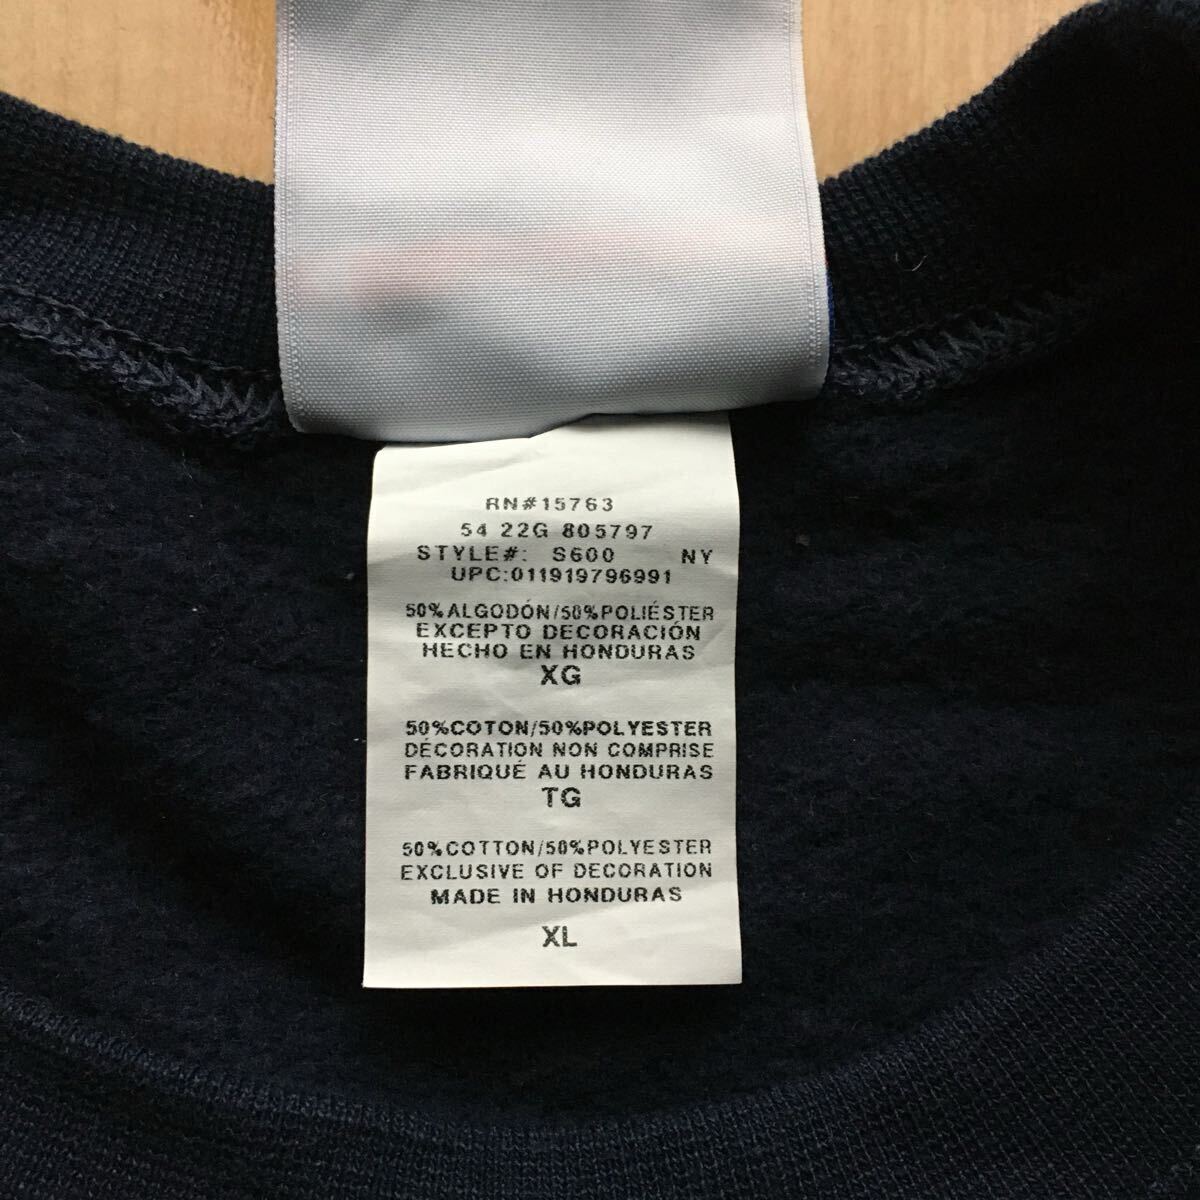 RN#15763
54 22G 805797
STYLE#: S600 NY
UPC:011919796991
50%ALGODÓN/50%POLIÉSTER
EXCEPTO DECORACIÓN
HECHO EN HONDURAS
XG
50%COTON/50%POLYESTER
DÉCORATION NON COMPRISE
FABRIQUÉ AU HONDURAS
TG
50%COTTON/50%POLYESTER
EXCLUSIVE OF DECORATION
MADE IN HONDURAS
XL